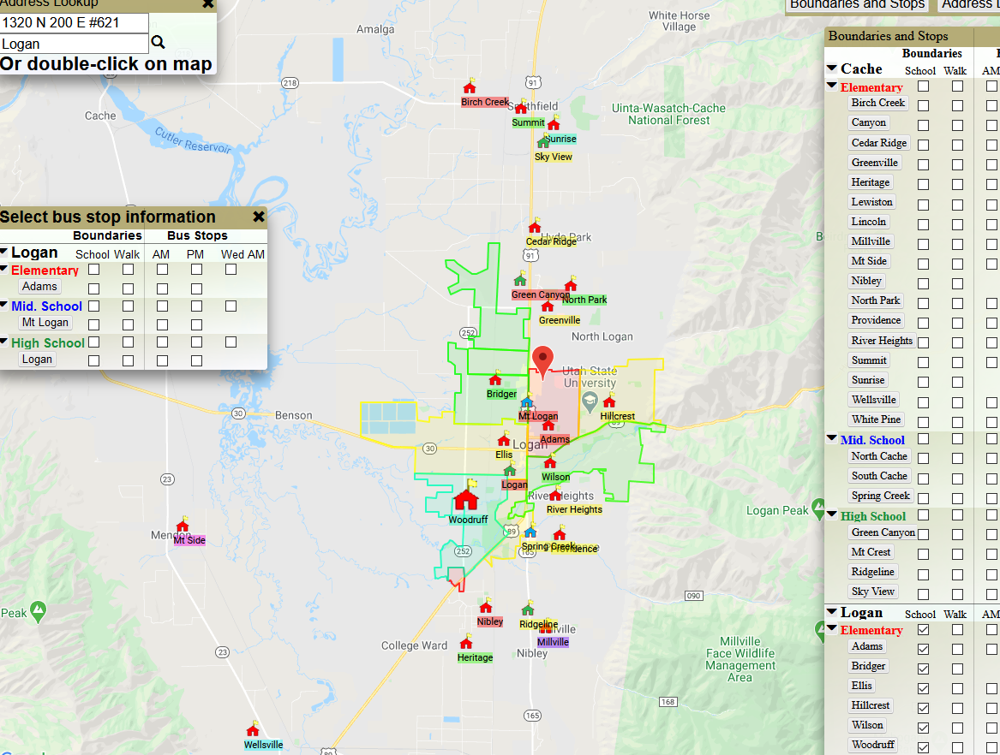 Address Lookup
1320 N 200 E #621
Logan
Or double-click on map
Boundaries and Stops
Address L
Select bus stop information
Boundaries
Bus Stops
Logan
School Walk AM PM Wed AM
Elementary
Adams
Mid. School
Mt Logan
High School
Logan
Boundaries and Stops
Boundaries
Cache
School Walk AM
Elementary
Birch Creek
Canyon
Cedar Ridge
Greenville
Heritage
Lewiston
Lincoln
Millville
Mt Side
Nibley
North Park
Providence
River Heights
Summit
Sunrise
Wellsville
White Pine
Mid. School
North Cache
South Cache
Spring Creek
High School
Green Canyon
Mt Crest
Ridgeline
Sky View
Logan
School Walk AM
Elementary
Adams
Bridger
Ellis
Hillcrest
Wilson
Woodruff
White Horse
Village
Amalga
218
91
Birch Creek
Smithfield
Summit
Cache
Uinta-Wasatch-Cache
National Forest
Cutler Reservoir
Sunrise
Sky View
Hyde Park
Cedar Ridge
91
Green Canyon
North Park
Greenville
252
North Logan
Utah State
University
Bridger
Mt Logan
Hillcrest
30
Benson
89
Adams
Ellis
Logan
30
Wilson
23
Logan
River Heights
River Heights
Woodruff
Logan Peak
Mendon
Mt Side
89
Spring Creek
Providence
252
165
090
Peak
Nibley
Ridgeline
Millville
Millville
College Ward
Heritage
Nibley
Millville
Face Wildlife
Management
Area
23
168
165
Wellsville
89